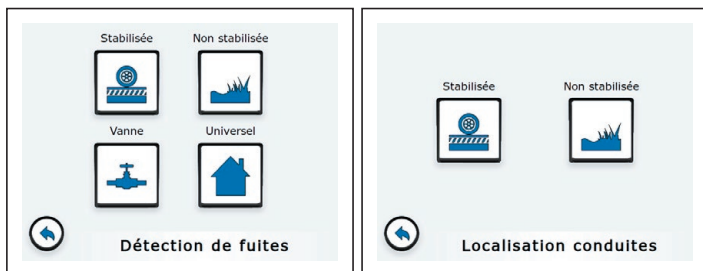 Stabilisée Non stabilisée
Vanne Universel
Détection de fuites
Stabilisée Non stabilisée
Localisation conduites